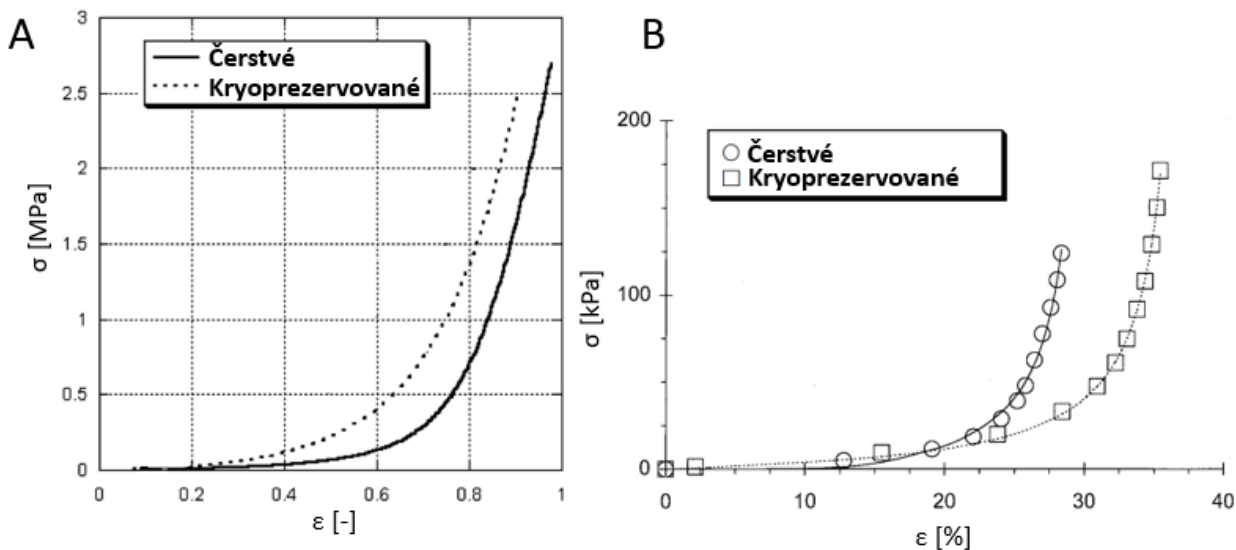 A
3
2.5
2
1.5
1
0.5
0
σ [MPa]
Čerstvé
Kryoprezervované
0
0.2
0.4
0.6
0.8
1
ε [-]
B
200
100
0
σ [kPa]
Čerstvé
Kryoprezervované
0
10
20
30
40
ε [%]